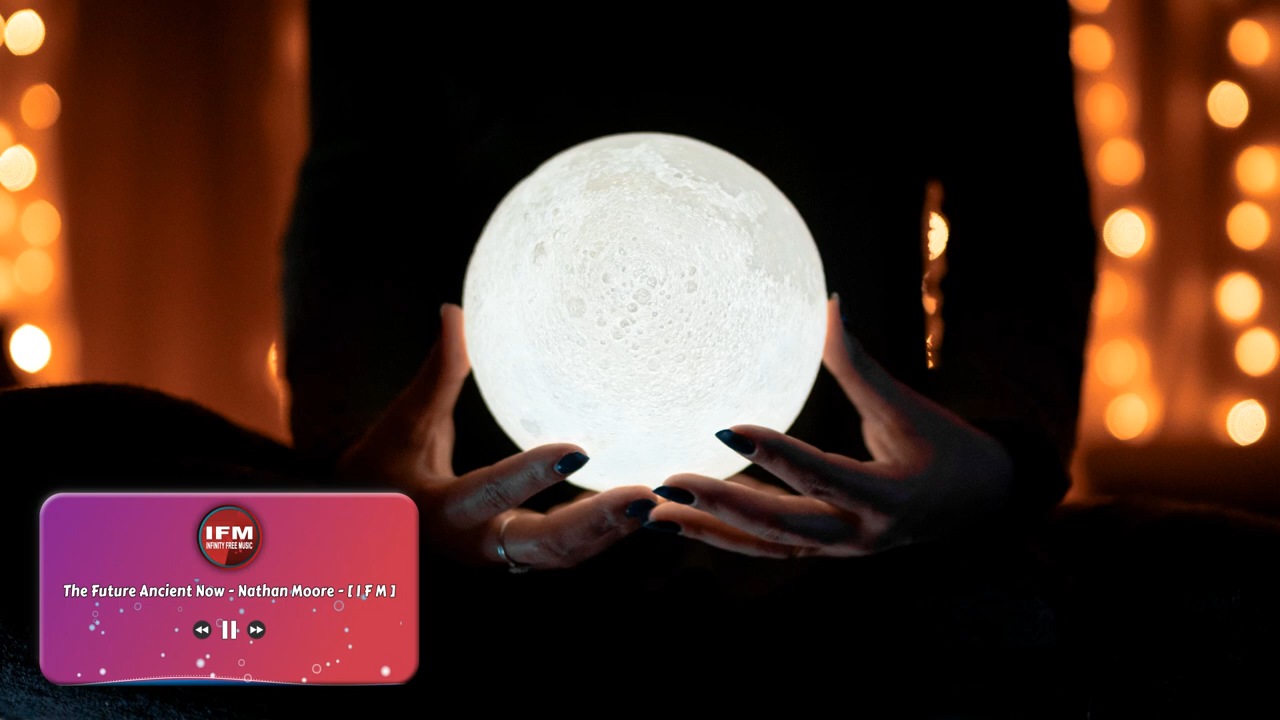 IFM
INFINITY FREE MUSIC
The Future Ancient Now - Nathan Moore - [ I F M ]